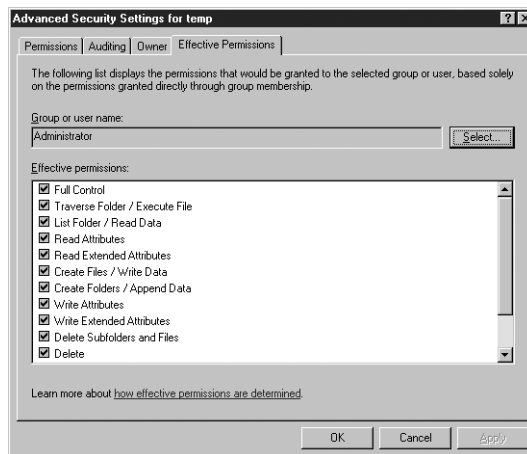 Advanced Security Settings for temp
Permissions Auditing Owner Effective Permissions
The following list displays the permissions that would be granted to the selected group or user, based solely
on the permissions granted directly through group membership.
Group or user name:
Administrator
Select...
Effective permissions:
Full Control
Traverse Folder / Execute File
List Folder / Read Data
Read Attributes
Read Extended Attributes
Create Files / Write Data
Create Folders / Append Data
Write Attributes
Write Extended Attributes
Delete Subfolders and Files
Delete
Learn more about how effective permissions are determined.
OK Cancel Apply